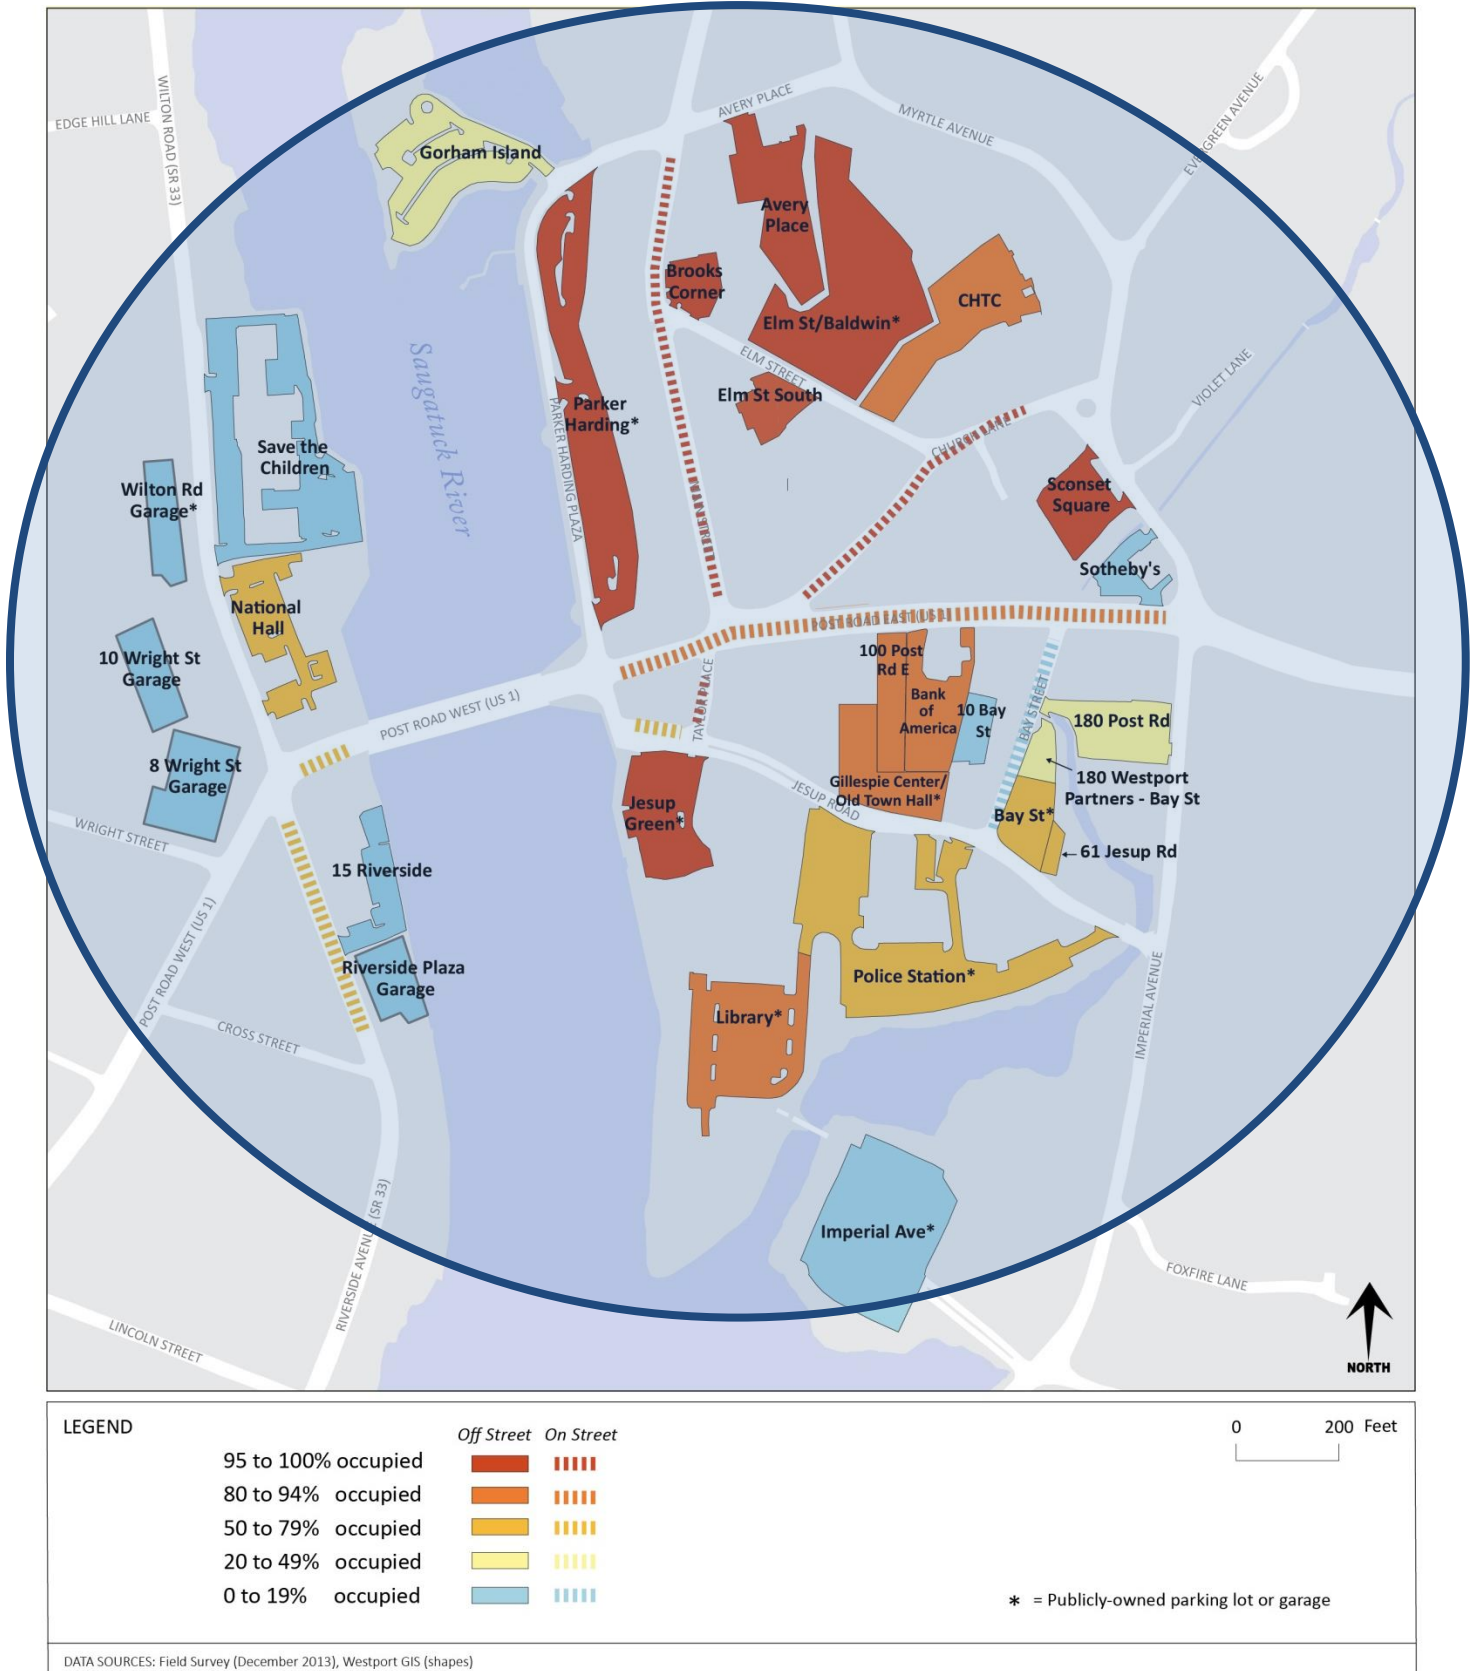 AVERY PLACE
MYRTLE AVENUE
EVERGREEN AVENUE
EDGE HILL LANE
WILTON ROAD (SR 33)
Gorham Island
Avery
Place
Brooks
Corner
CHTC
Elm St/Baldwin*
ELM STREET
Elm St South
VIOLET LANE
Saugatuck River
PARKER HARDING PLAZA
Parker
Harding*
CHURCH LANE
MAIN STREET
Save the
Children
Wilton Rd
Garage*
Sconset
Square
Sotheby's
National
Hall
POST ROAD EAST (US 1)
10 Wright St
Garage
100 Post
Rd E
Bank
of
America
10 Bay
St
BAY STREET
180 Post Rd
TAYLOR PLACE
POST ROAD WEST (US 1)
8 Wright St
Garage
180 Westport
Partners - Bay St
Gillespie Center/
Old Town Hall*
JESUP ROAD
Jesup
Green*
Bay St*
61 Jesup Rd
WRIGHT STREET
15 Riverside
POST ROAD WEST (US 1)
Riverside Plaza
Garage
Police Station*
Library*
IMPERIAL AVENUE
CROSS STREET
Imperial Ave*
RIVERSIDE AVENUE (SR 33)
FOXFIRE LANE
LINCOLN STREET
NORTH
LEGEND
Off Street On Street
95 to 100% occupied
80 to 94% occupied
50 to 79% occupied
20 to 49% occupied
0 to 19% occupied
0 200 Feet
* = Publicly-owned parking lot or garage
DATA SOURCES: Field Survey (December 2013), Westport GIS (shapes)